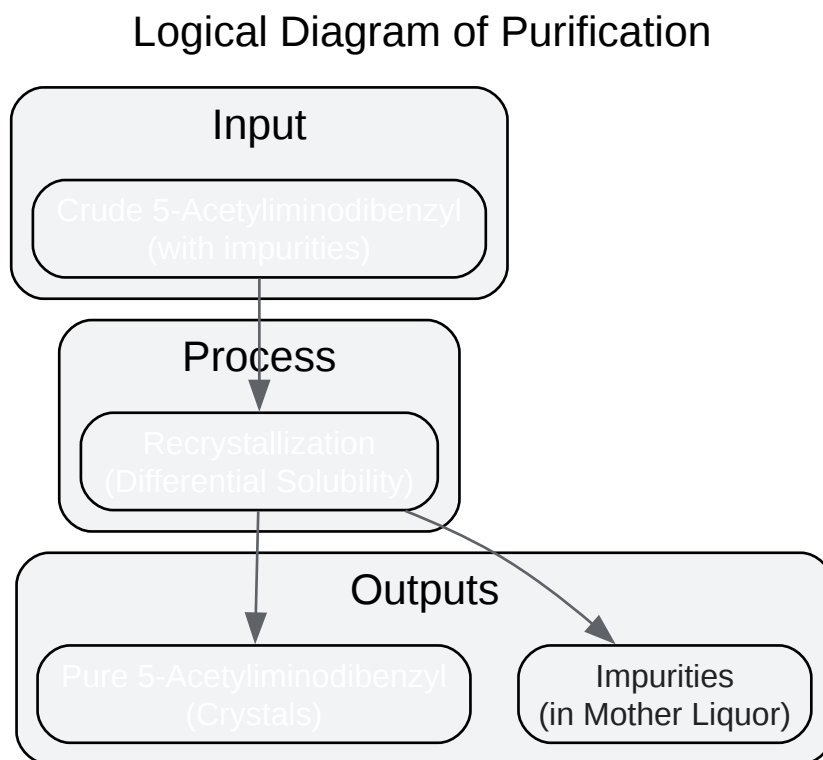 Logical Diagram of Purification
Input
Crude 5-Acetyliminodibenzyl
(with impurities)
Process
Recrystallization
(Differential Solubility)
Outputs
Pure 5-Acetyliminodibenzyl
(Crystals)
Impurities
(in Mother Liquor)